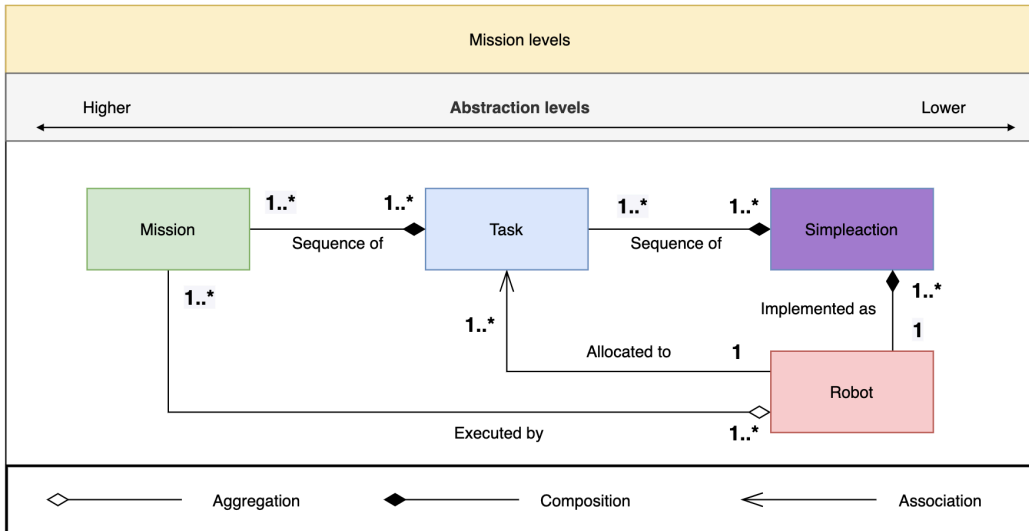 Mission levels
Higher
Abstraction levels
Lower
1..*
1..*
1..*
1..*
Mission
Sequence of
Task
Sequence of
Simpleaction
1..*
1..*
Implemented as
1..*
1
Allocated to
1
Robot
Executed by
1..*
Aggregation
Composition
Association